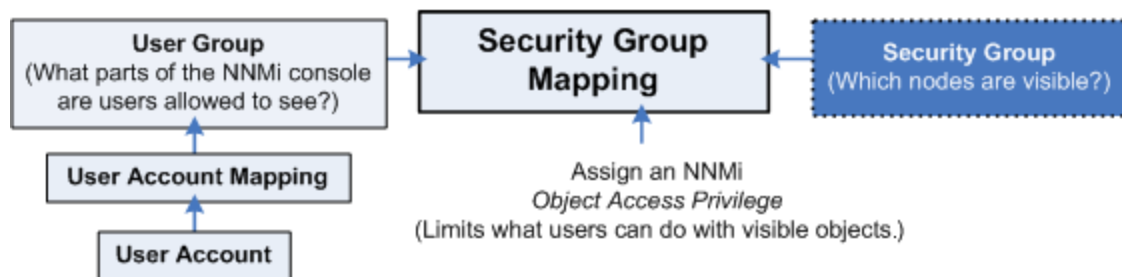 User Group
(What parts of the NNMi console
are users allowed to see?)
Security Group
Mapping
Security Group
(Which nodes are visible?)
User Account Mapping
User Account
Assign an NNMi
Object Access Privilege
(Limits what users can do with visible objects.)